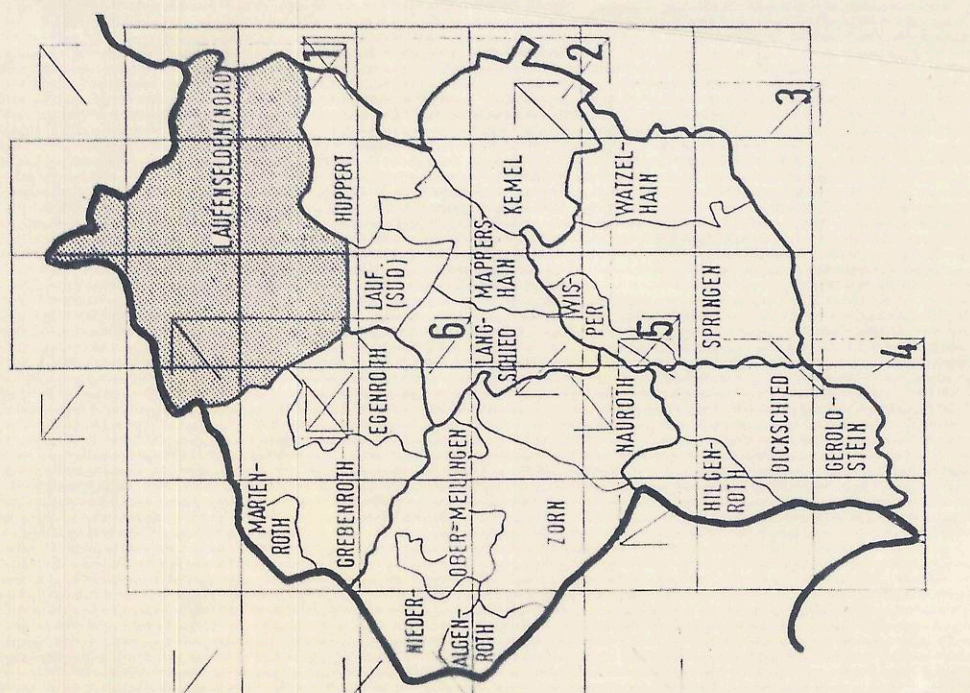 LAUFENSELDEN(NORD)
MARTEN-
ROTH
1
GREBENROTH
HUPPERT
EGENROTH
LAUF.
(SÜD)
NIEDER-
ALGEN-
ROTH
OBER=MEILINGEN
6
LANG-
SCHIED
MAPPERS-
HAIN
KEMEL
ZORN
WIS-
PER
2
NAUROTH
WATZEL-
HAIN
5
HILGEN-
ROTH
SPRINGEN
DICKSCHIED
3
GEROLD-
STEIN
4